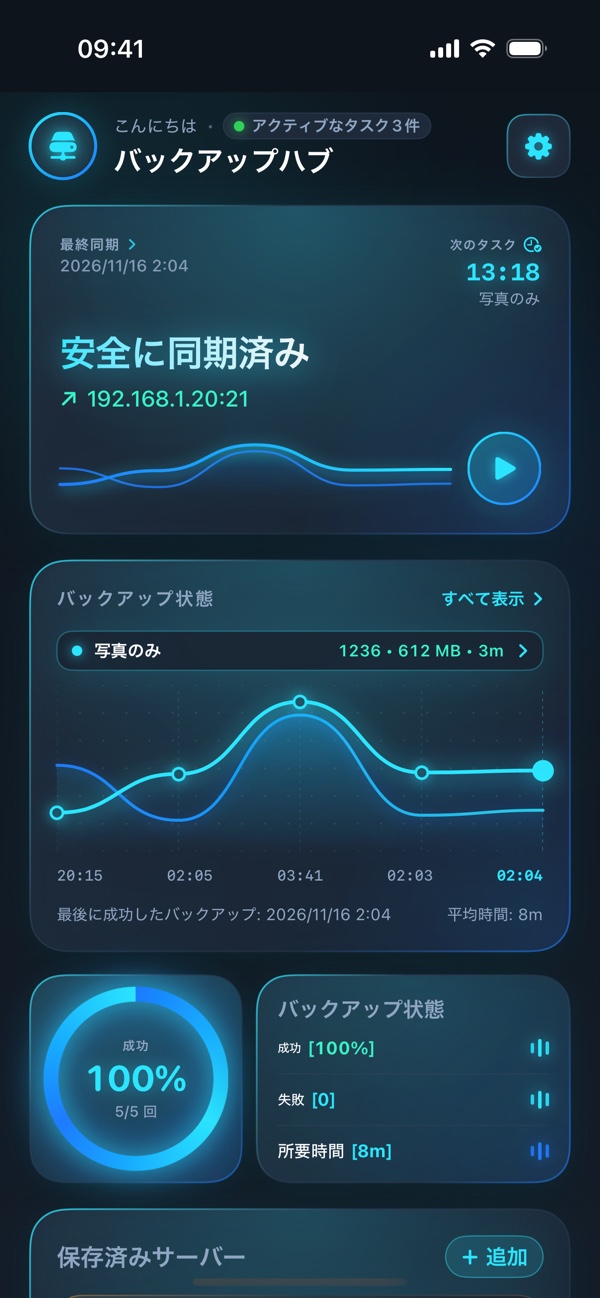 09:41
こんにちは • アクティブなタスク3件
バックアップハブ
最終同期
2026/11/16 2:04
次のタスク
13:18
写真のみ
安全に同期済み
192.168.1.20:21
バックアップ状態 すべて表示
写真のみ 1236 • 612 MB • 3m
20:15 02:05 03:41 02:03 02:04
最後に成功したバックアップ: 2026/11/16 2:04 平均時間: 8m
成功
100%
5/5 回
バックアップ状態
成功 [100%]
失敗 [0]
所要時間 [8m]
保存済みサーバー + 追加